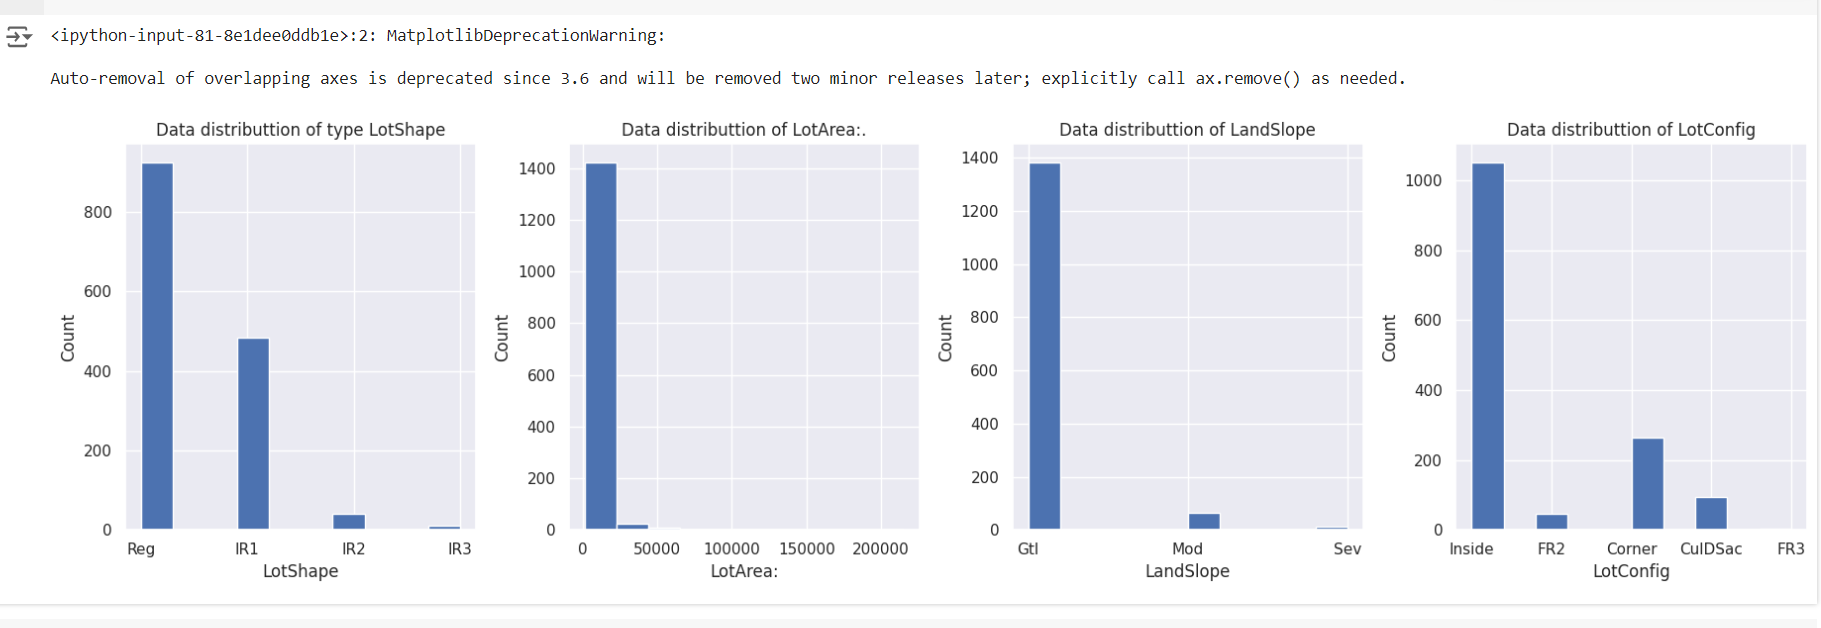 <ipython-input-81-8e1dee0ddb1e>:2: MatplotlibDeprecationWarning:
Auto-removal of overlapping axes is deprecated since 3.6 and will be removed two minor releases later; explicitly call ax.remove() as needed.
Data distributtion of type LotShape
800
600
400
200
0
Count
Reg IR1 IR2 IR3
LotShape
Data distributtion of LotArea:.
1400
1200
1000
800
600
400
200
0
Count
0 50000 100000 150000 200000
LotArea:
Data distributtion of LandSlope
1400
1200
1000
800
600
400
200
0
Count
Gtl Mod Sev
LandSlope
Data distributtion of LotConfig
1000
800
600
400
200
0
Count
Inside FR2 Corner CulDSac FR3
LotConfig